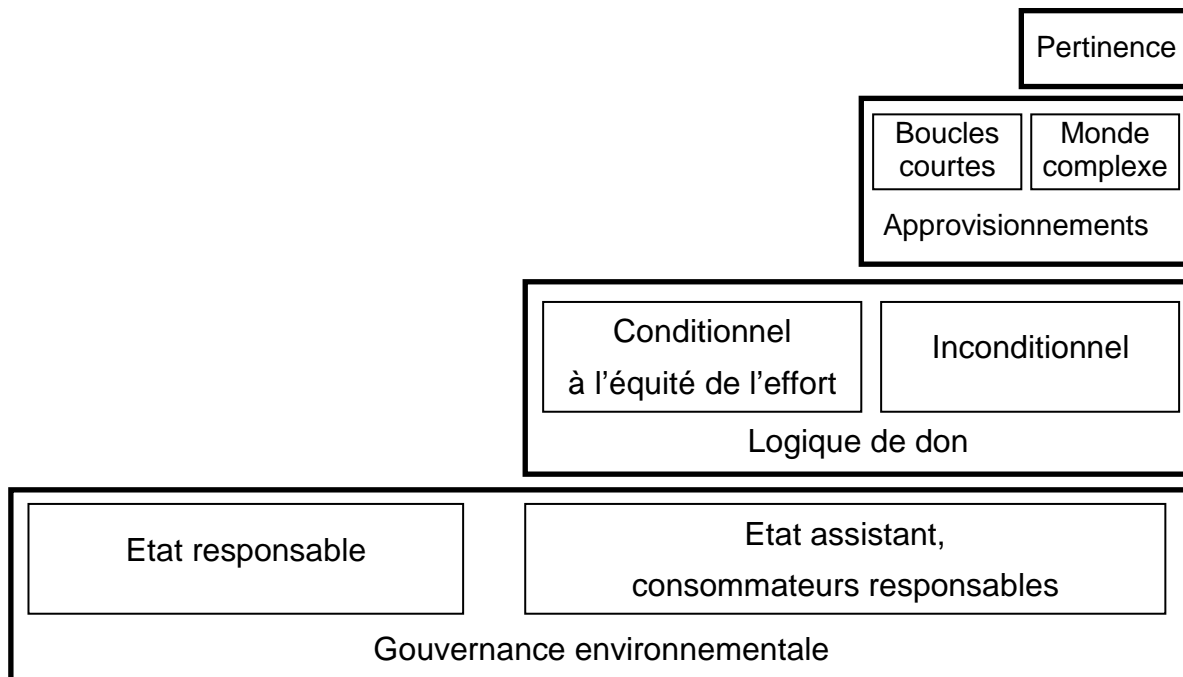 Pertinence
Boucles
courtes
Monde
complexe
Approvisionnements
Conditionnel
à l’équité de l’effort
Inconditionnel
Logique de don
Etat responsable
Etat assistant,
consommateurs responsables
Gouvernance environnementale